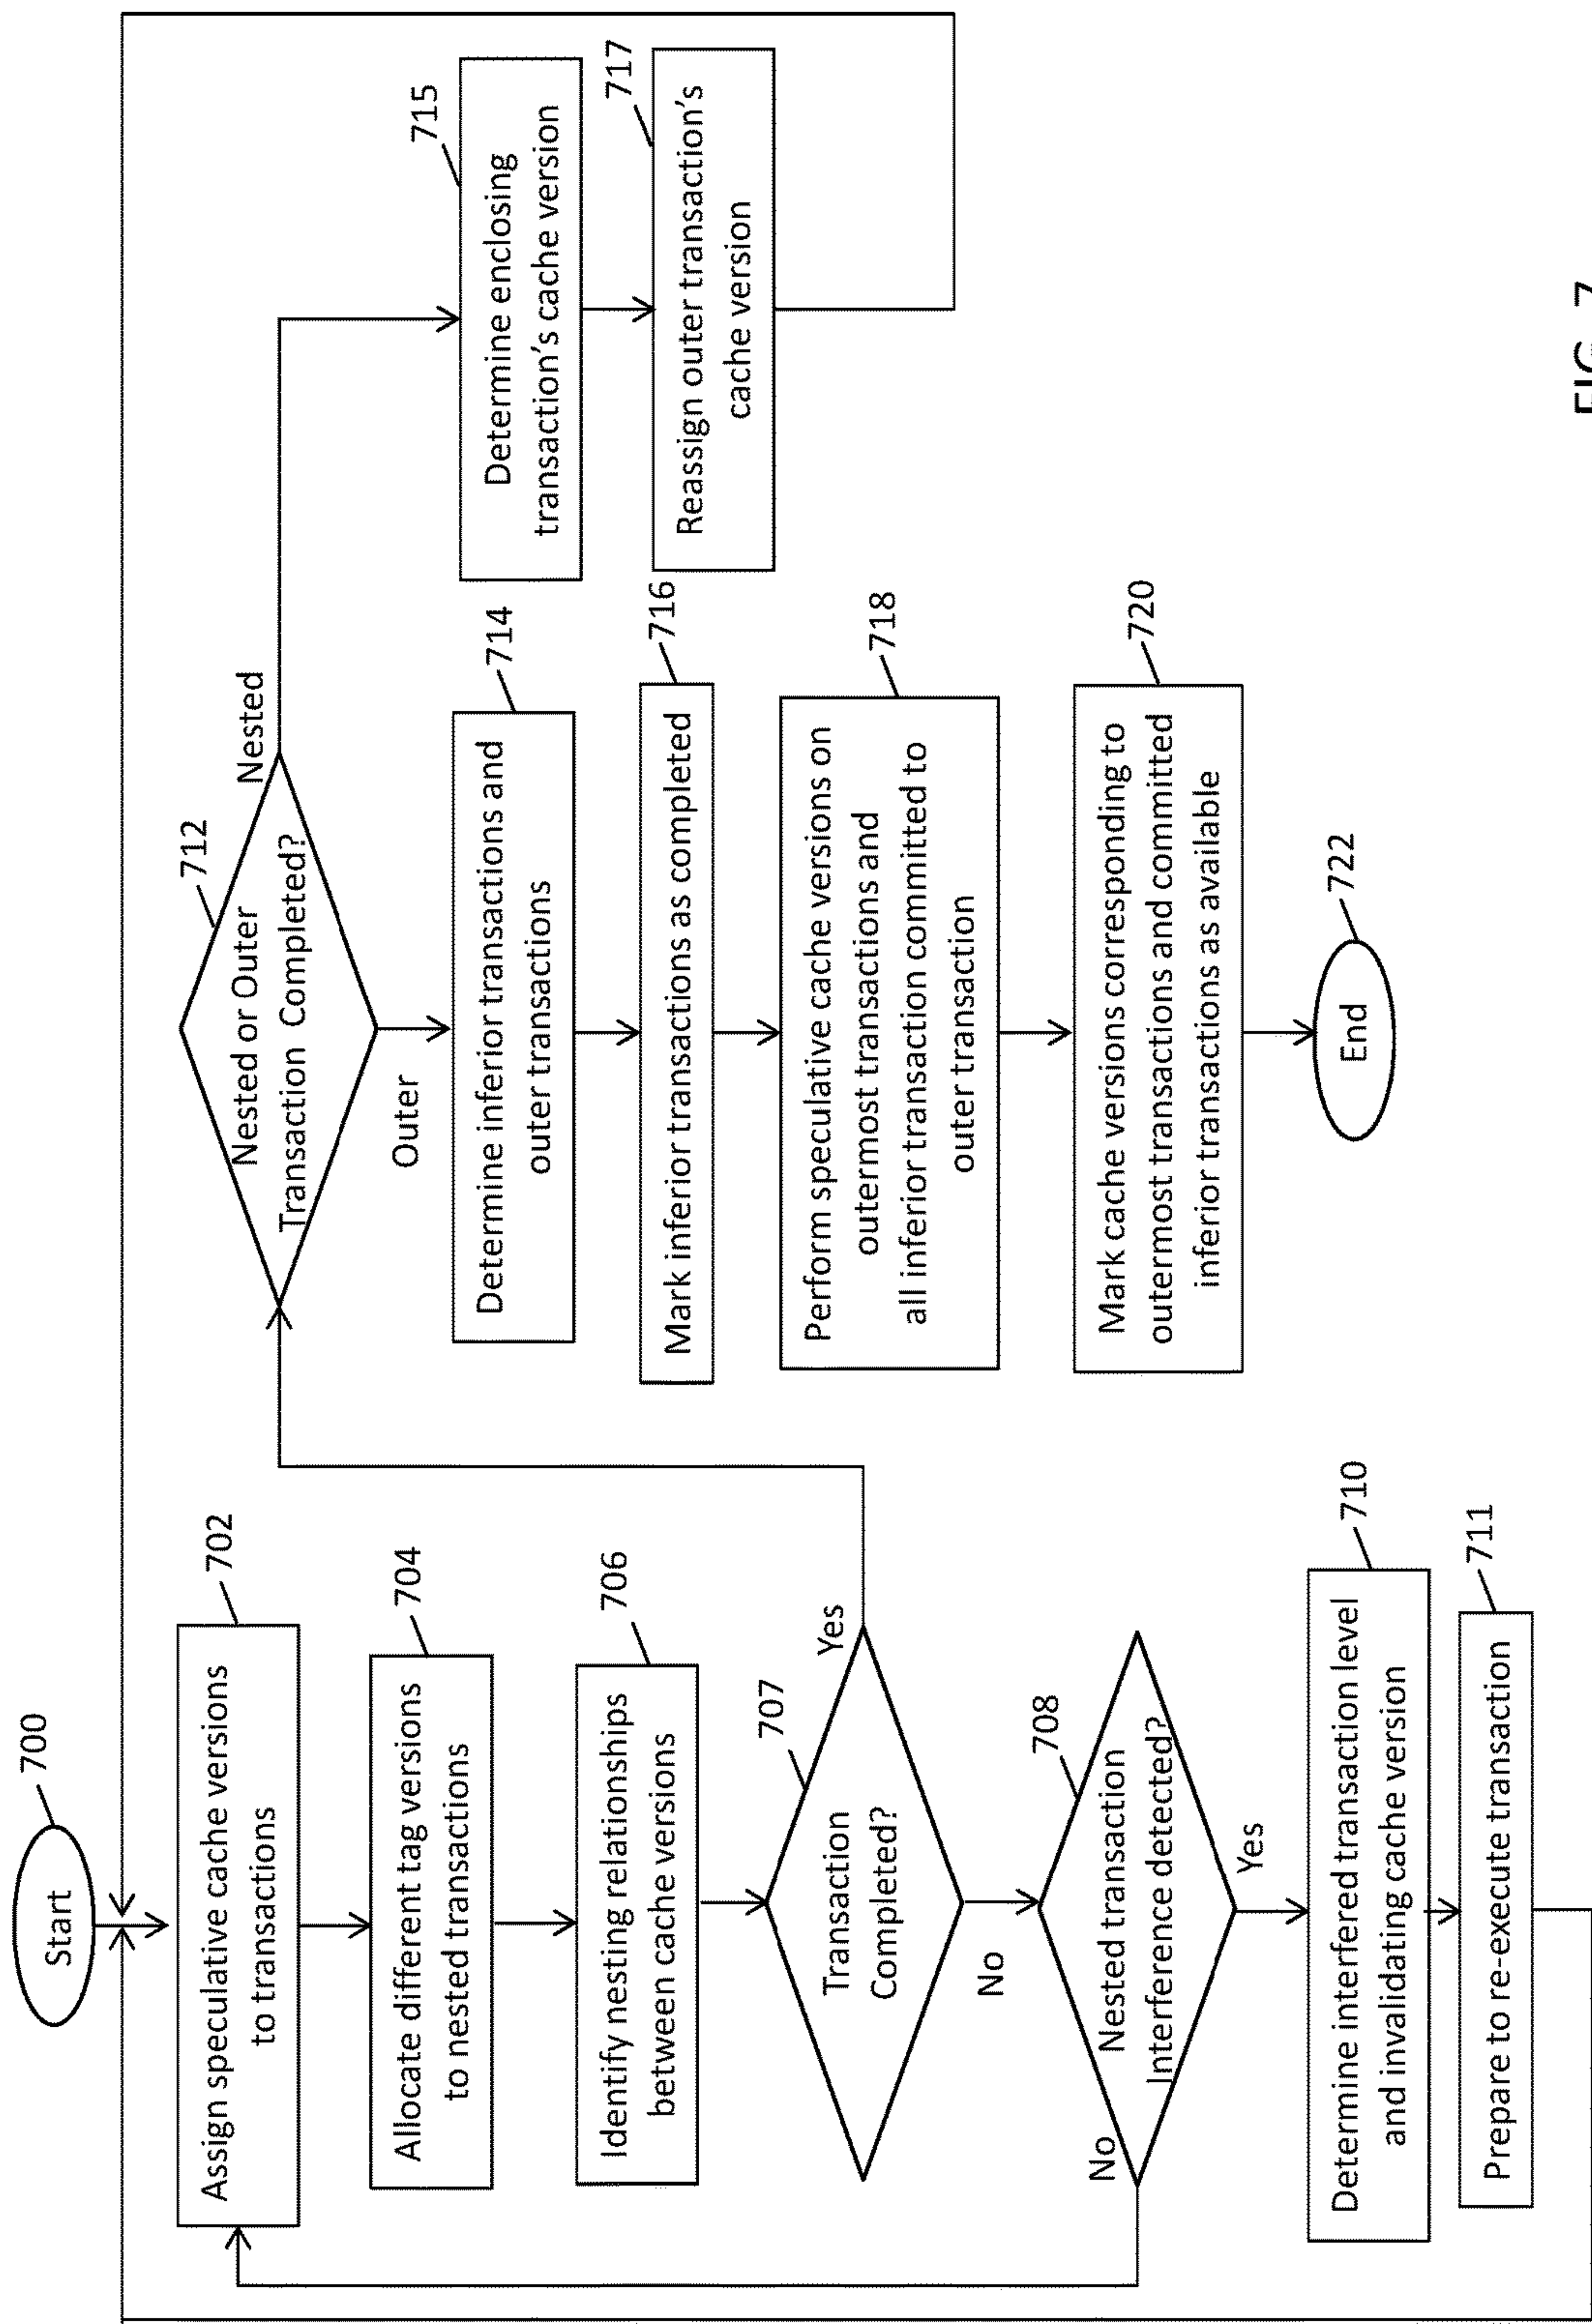 700
Start
702
Assign speculative cache versions
to transactions
704
Allocate different tag versions
to nested transactions
706
Identify nesting relationships
between cache versions
707
Transaction
Completed?
Yes
No
708
Nested transaction
Interference detected?
No
Yes
710
Determine interfered transaction level
and invalidating cache version
711
Prepare to re-execute transaction
712
Nested or Outer
Transaction Completed?
Nested
Outer
714
Determine inferior transactions and
outer transactions
716
Mark inferior transactions as completed
718
Perform speculative cache versions on
outermost transactions and
all inferior transaction committed to
outer transaction
720
Mark cache versions corresponding to
outermost transactions and committed
inferior transactions as available
722
End
715
Determine enclosing
transaction's cache version
717
Reassign outer transaction's
cache version
FIG. 7